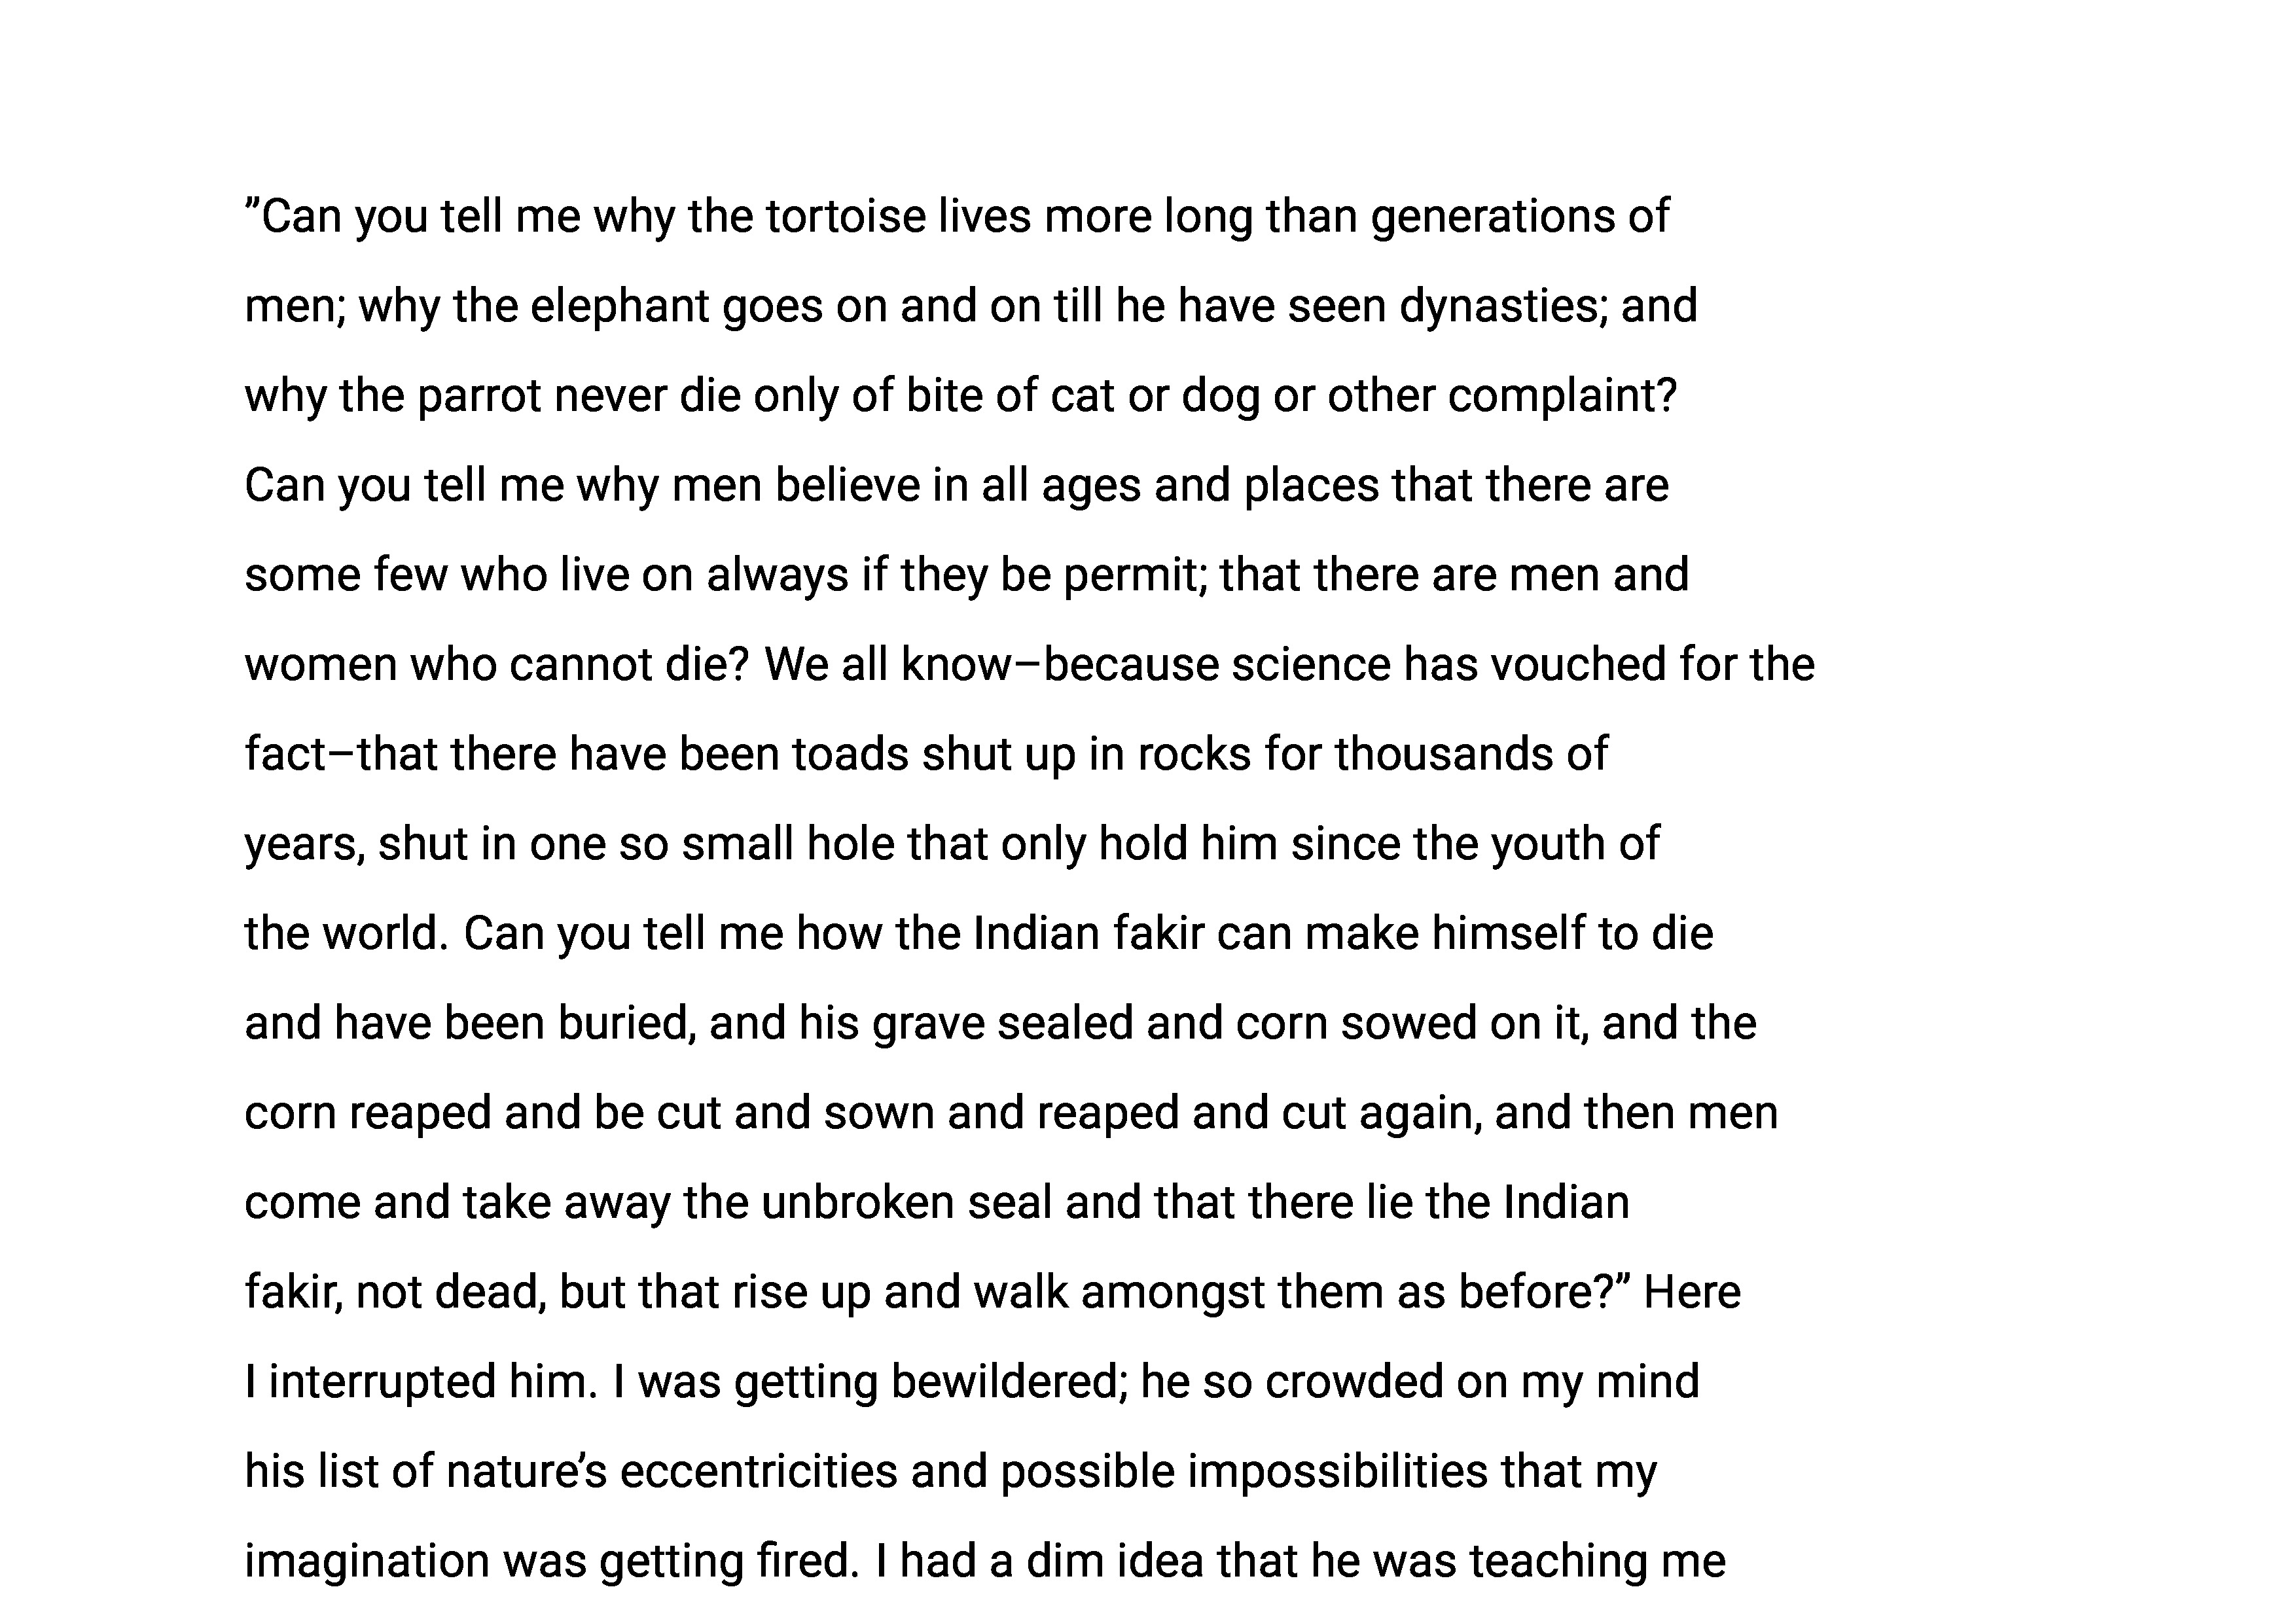 ”Can you tell me why the tortoise lives more long than generations of
men; why the elephant goes on and on till he have seen dynasties; and
why the parrot never die only of bite of cat or dog or other complaint?
Can you tell me why men believe in all ages and places that there are
some few who live on always if they be permit; that there are men and
women who cannot die? We all know–because science has vouched for the
fact–that there have been toads shut up in rocks for thousands of
years, shut in one so small hole that only hold him since the youth of
the world. Can you tell me how the Indian fakir can make himself to die
and have been buried, and his grave sealed and corn sowed on it, and the
corn reaped and be cut and sown and reaped and cut again, and then men
come and take away the unbroken seal and that there lie the Indian
fakir, not dead, but that rise up and walk amongst them as before?” Here
I interrupted him. I was getting bewildered; he so crowded on my mind
his list of nature’s eccentricities and possible impossibilities that my
imagination was getting fired. I had a dim idea that he was teaching me